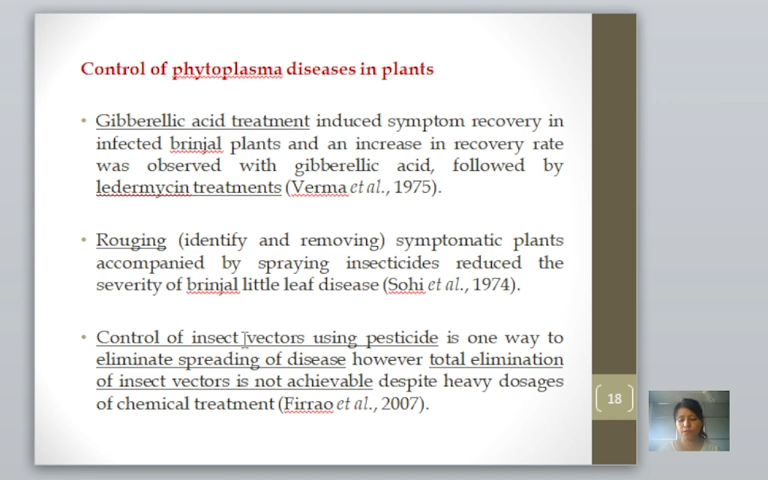 Control of phytoplasma diseases in plants
• Gibberellic acid treatment induced symptom recovery in
infected brinjal plants and an increase in recovery rate
was observed with gibberellic acid, followed by
ledermycin treatments (Verma et al., 1975).
• Rouging (identify and removing) symptomatic plants
accompanied by spraying insecticides reduced the
severity of brinjal little leaf disease (Sohi et al., 1974).
• Control of insect vectors using pesticide is one way to
eliminate spreading of disease however total elimination
of insect vectors is not achievable despite heavy dosages
of chemical treatment (Firrao et al., 2007).
18